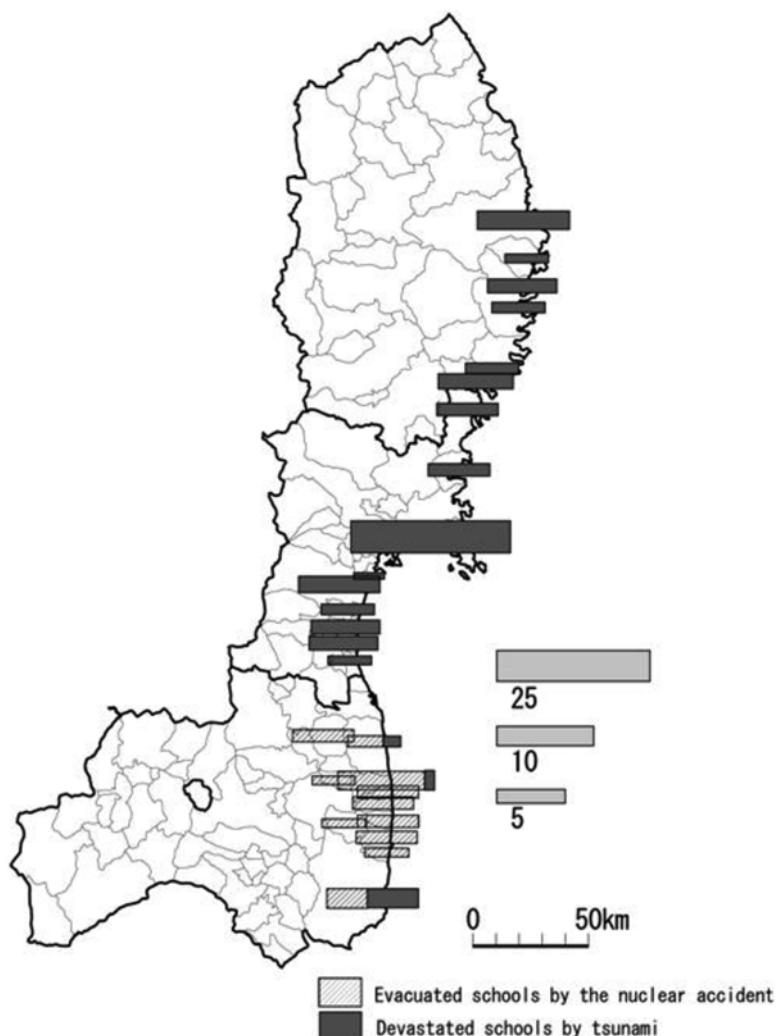 25
10
5
0 50km
Evacuated schools by the nuclear accident
Devastated schools by tsunami